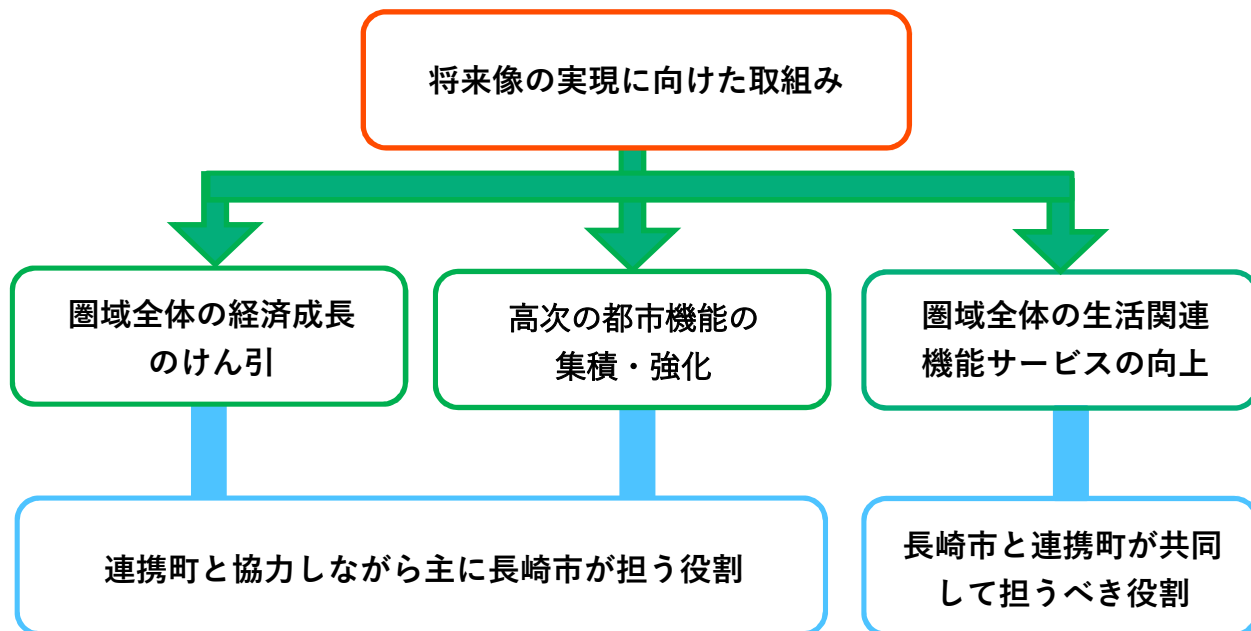 将来像の実現に向けた取組み
圏域全体の経済成長
のけん引
高次の都市機能の
集積・強化
圏域全体の生活関連
機能サービスの向上
連携町と協力しながら主に長崎市が担う役割
長崎市と連携町が共同
して担うべき役割